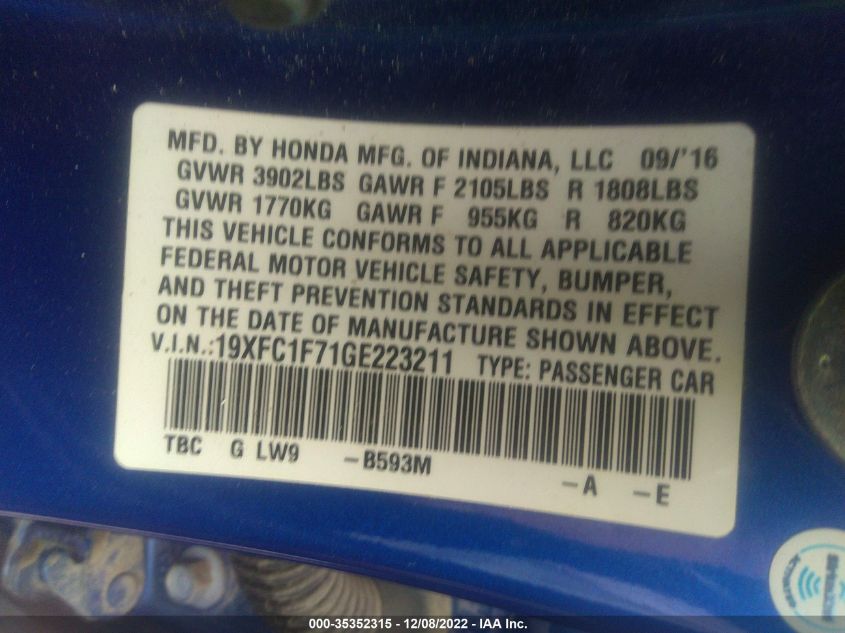 MFD. BY HONDA MFG. OF INDIANA, LLC 09/'16
GVWR 3902LBS GAWR F 2105LBS R 1808LBS
GVWR 1770KG GAWR F 955KG R 820KG
THIS VEHICLE CONFORMS TO ALL APPLICABLE
FEDERAL MOTOR VEHICLE SAFETY, BUMPER,
AND THEFT PREVENTION STANDARDS IN EFFECT
ON THE DATE OF MANUFACTURE SHOWN ABOVE.
V.I.N.:19XFC1F71GE223211 TYPE: PASSENGER CAR
TBC G LW9 -B593M -A -E
000-35352315 - 12/08/2022 - IAA Inc.